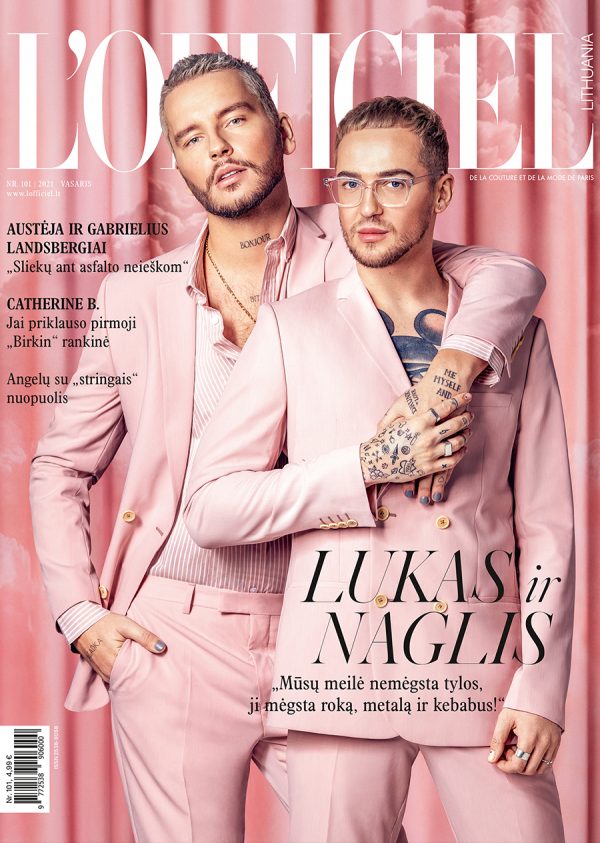 L'OFFICIEL
LITHUANIA
NR 101 | 2021 VASARIS
www.lofficiel.lt
DE LA COUTURE ET DE LA MODE DE PARIS
AUSTĖJA IR GABRIELIUS
LANDSBERGIAI
„Sliekų ant asfalto neieškom“
CATHERINE B.
Jai priklauso pirmoji
„Birkin“ rankinė
Angelų su „stringais“
nuopuolis
BONJOUR
ME
MYSELF
AND
LUKAS ir
NAGLIS
„Mūsų meilė nemėgsta tylos,
ji mėgsta roką, metalą ir kebabus!“
Nr. 101, 4,99 €
9 772538 906000